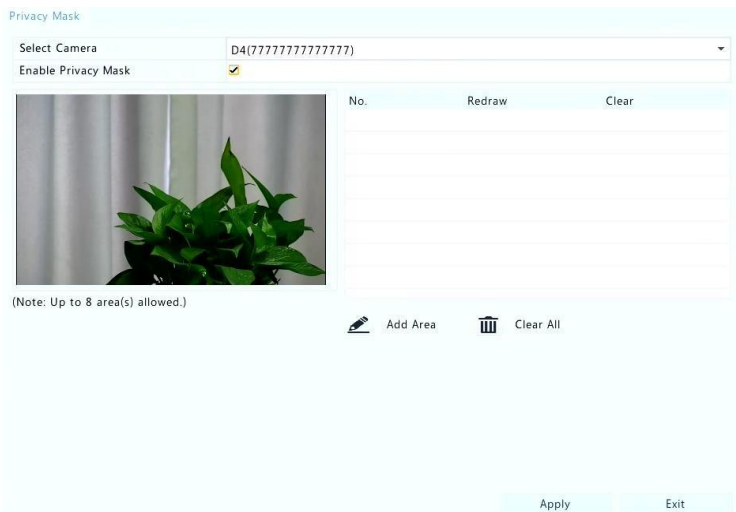 Privacy Mask
Select Camera D4(77777777777777)
Enable Privacy Mask
No. Redraw Clear
(Note: Up to 8 area(s) allowed.)
Add Area Clear All
Apply Exit